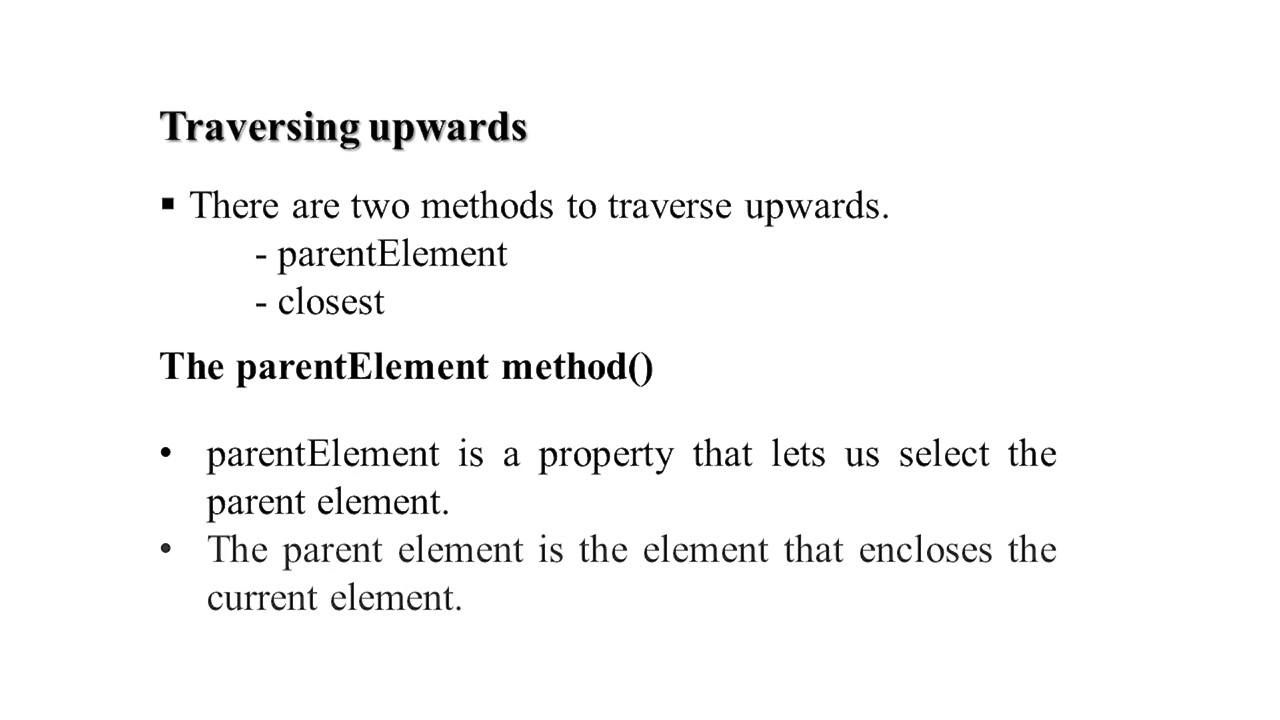 Traversing upwards
▪ There are two methods to traverse upwards.
- parentElement
- closest
The parentElement method()
• parentElement is a property that lets us select the
parent element.
• The parent element is the element that encloses the
current element.